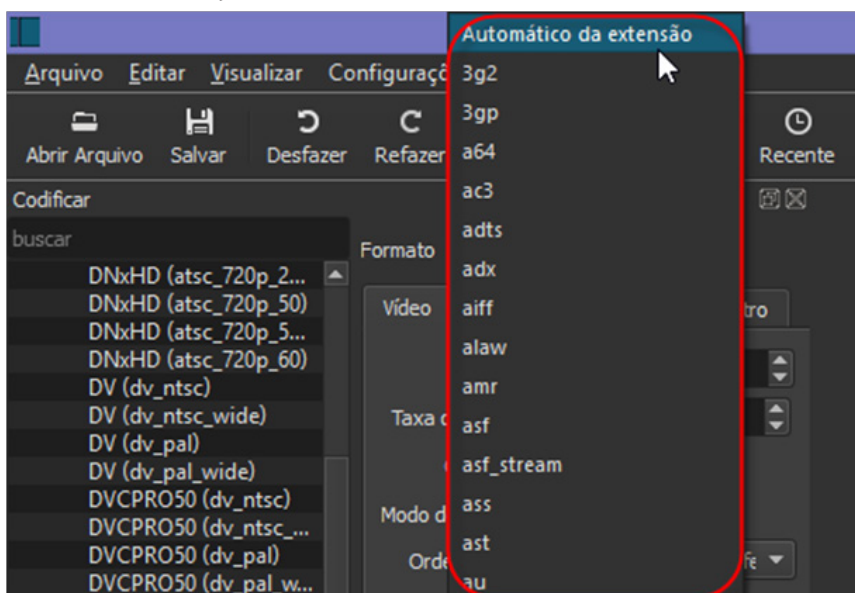 Automático da extensão
Arquivo Editar Visualizar Configuraçõ
Abrir Arquivo Salvar Desfazer Refazer Recente
Codificar
buscar
Formato
DNxHD (atsc_720p_2...
DNxHD (atsc_720p_50)
DNxHD (atsc_720p_5...
DNxHD (atsc_720p_60)
DV (dv_ntsc)
DV (dv_ntsc_wide)
DV (dv_pal)
DV (dv_pal_wide)
DVCPRO50 (dv_ntsc)
DVCPRO50 (dv_ntsc_...
DVCPRO50 (dv_pal)
DVCPRO50 (dv_pal_w...
Vídeo
Taxa
Modo d
Orde
3g2
3gp
a64
ac3
adts
adx
aiff
alaw
amr
asf
asf_stream
ass
ast
au
tro